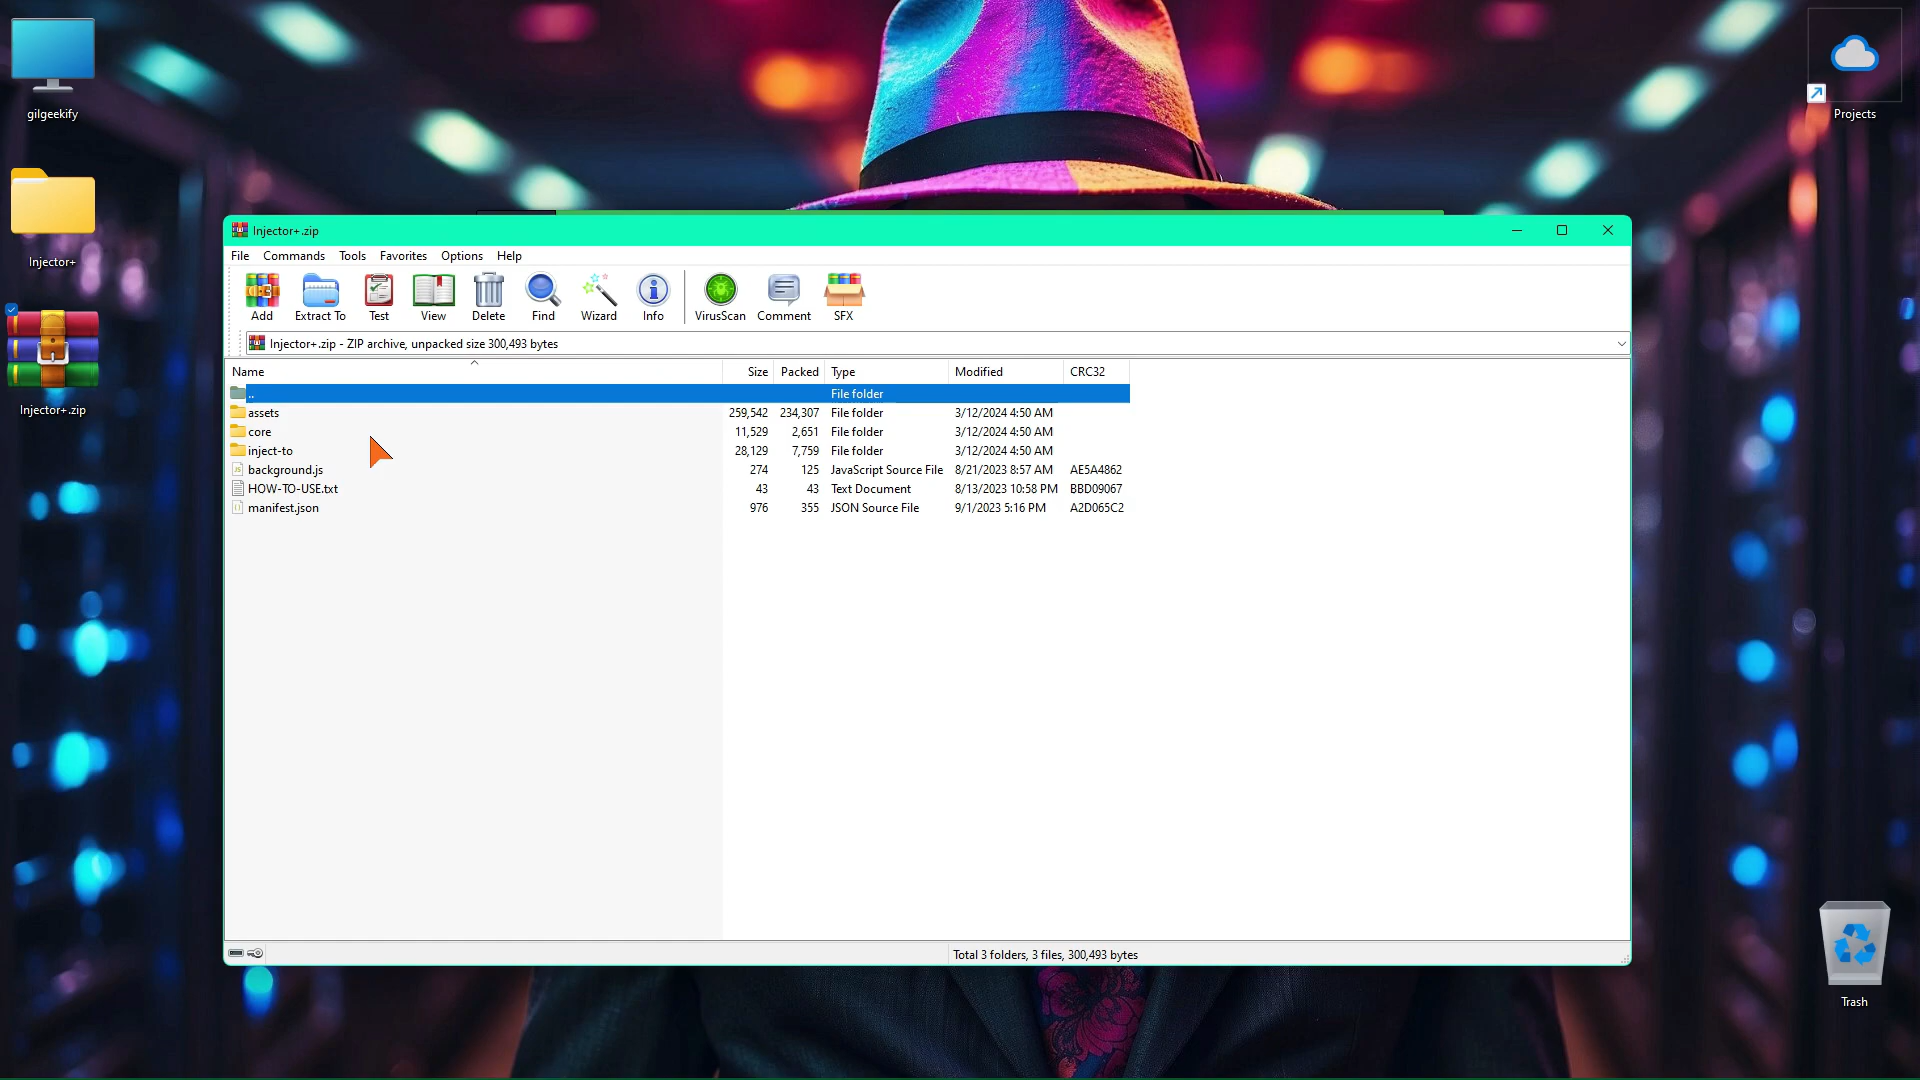 gilgeekify
Injector+
Injector+.zip
Projects
Trash
Injector+.zip
File Commands Tools Favorites Options Help
Add Extract To Test View Delete Find Wizard Info VirusScan Comment SFX
Injector+.zip - ZIP archive, unpacked size 300,493 bytes
Name Size Packed Type Modified CRC32
.. File folder
assets 259,542 234,307 File folder 3/12/2024 4:50 AM
core 11,529 2,651 File folder 3/12/2024 4:50 AM
inject-to 28,129 7,759 File folder 3/12/2024 4:50 AM
background.js 274 125 JavaScript Source File 8/21/2023 8:57 AM AE5A4862
HOW-TO-USE.txt 43 43 Text Document 8/13/2023 10:58 PM BBD09067
manifest.json 976 355 JSON Source File 9/1/2023 5:16 PM A2D065C2
Total 3 folders, 3 files, 300,493 bytes